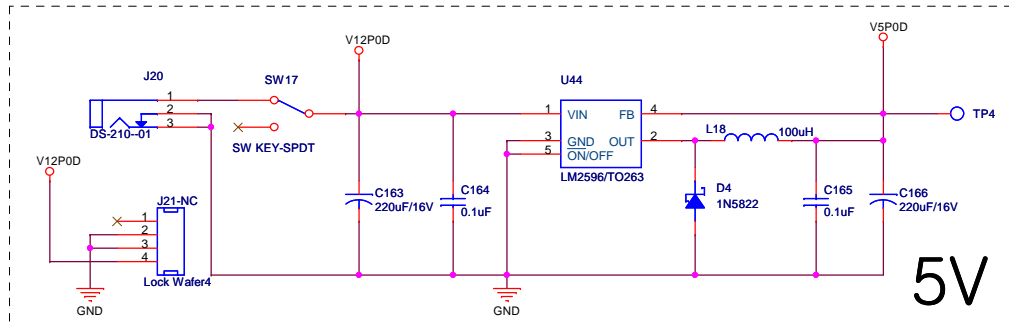 V12P0D
V5P0D
J20
SW17
U44
1
2
3
DS-210--01
SW KEY-SPDT
1 VIN FB 4
3 GND OUT 2
5 ON/OFF
LM2596/TO263
TP4
L18 100uH
V12P0D
J21-NC
1
2
3
4
Lock Wafer4
C163
220uF/16V
C164
0.1uF
D4
1N5822
C165
0.1uF
C166
220uF/16V
GND
GND
5V